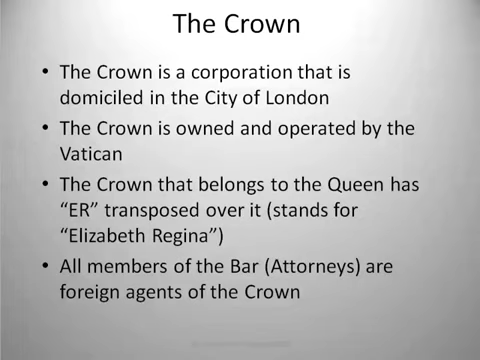 The Crown
• The Crown is a corporation that is
domiciled in the City of London
• The Crown is owned and operated by the
Vatican
• The Crown that belongs to the Queen has
“ER” transposed over it (stands for
“Elizabeth Regina”)
• All members of the Bar (Attorneys) are
foreign agents of the Crown